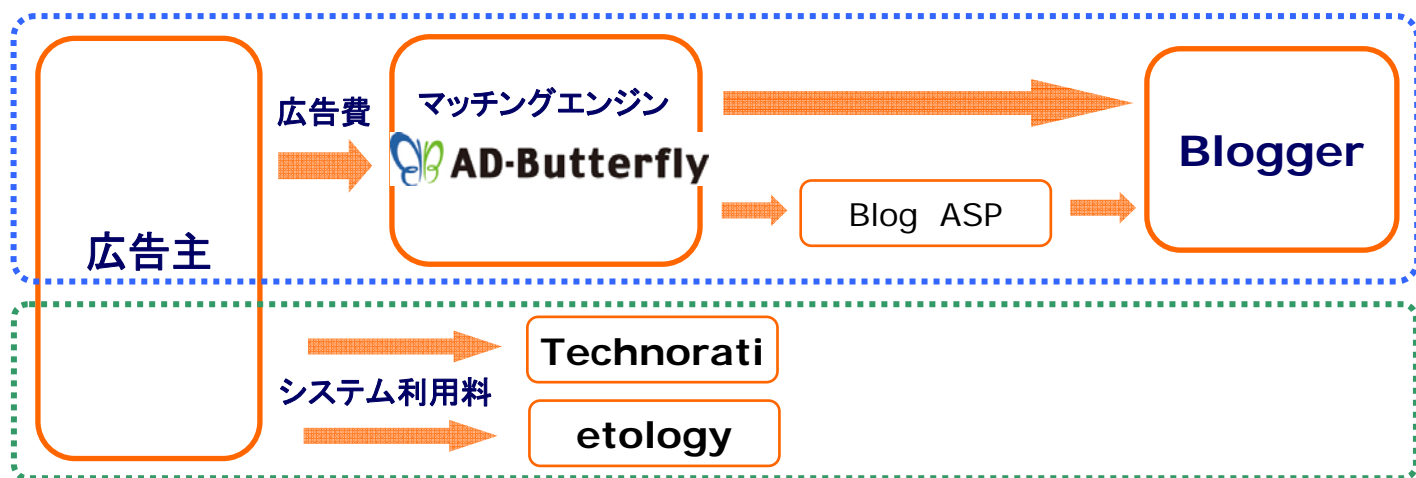 広告費
マッチングエンジン
AD-Butterfly
Blogger
Blog ASP
広告主
Technorati
システム利用料
etology